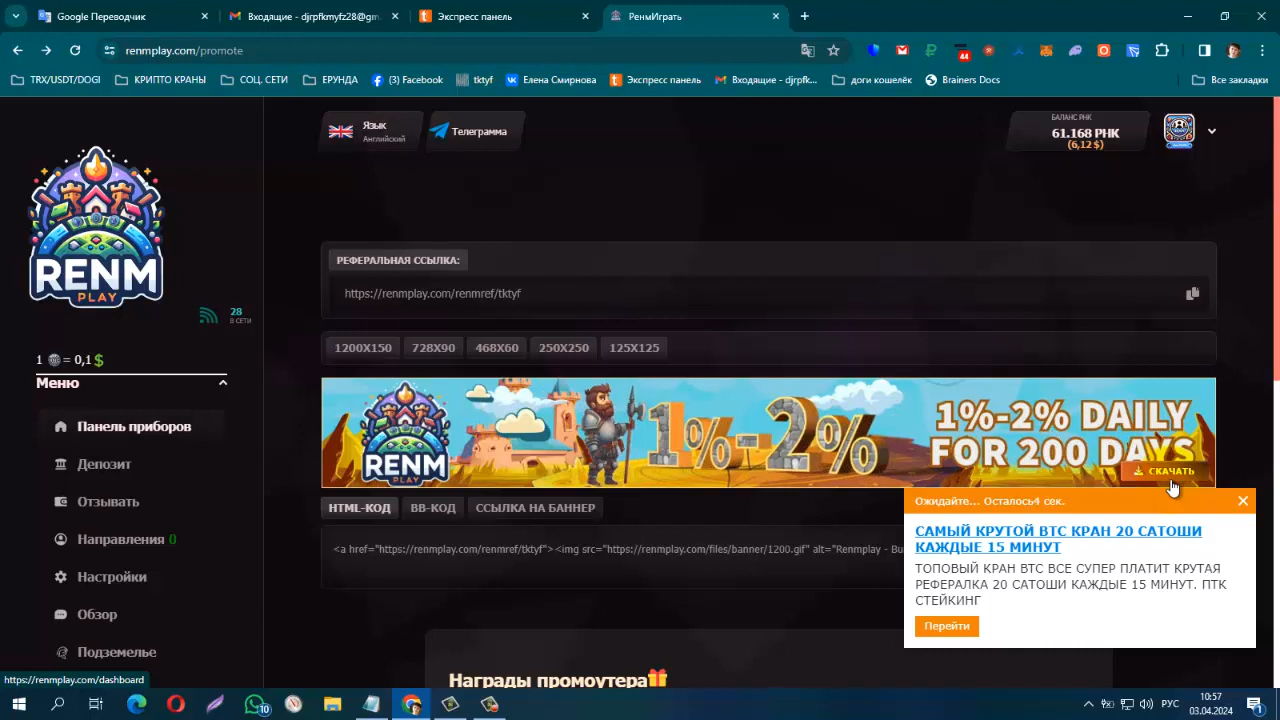 Google Переводчик
Входящие - djrpfkmyfz28@gm
Экспресс панель
РенмИграть
renmplay.com/promote
44
TRX/USDT/DOGI
КРИПТО КРАНЫ
СОЦ. СЕТИ
ЕРУНДА
(3) Facebook
tktyf
Елена Смирнова
Экспресс панель
Входящие - djrpfk...
доги кошелёк
Brainers Docs
Все закладки
Язык
Английский
Телеграмма
БАЛАНС РНК
61.168 РНК
(6,12 $)
RENM
PLAY
28
В СЕТИ
1 = 0,1 $
Меню
Панель приборов
Депозит
Отзывать
Направления 0
Настройки
Обзор
Подземелье
РЕФЕРАЛЬНАЯ ССЫЛКА:
https://renmplay.com/renmref/tktyf
1200X150
728X90
468X60
250X250
125X125
RENM
1%-2%
1%-2% DAILY
FOR 200 DAYS
СКАЧАТЬ
HTML-КОД
BB-КОД
ССЫЛКА НА БАННЕР
<a href="https://renmplay.com/renmref/tktyf"><img src="https://renmplay.com/files/banner/1200.gif" alt="Renmplay - Bu
Ожидайте... Осталось4 сек.
САМЫЙ КРУТОЙ BTC КРАН 20 САТОШИ
КАЖДЫЕ 15 МИНУТ
ТОПОВЫЙ КРАН BTC ВСЕ СУПЕР ПЛАТИТ КРУТАЯ
РЕФЕРАЛКА 20 САТОШИ КАЖДЫЕ 15 МИНУТ. ПТК
СТЕЙКИНГ
Перейти
Награды промоутера
https://renmplay.com/dashboard
10
РУС
10:57
03.04.2024
1